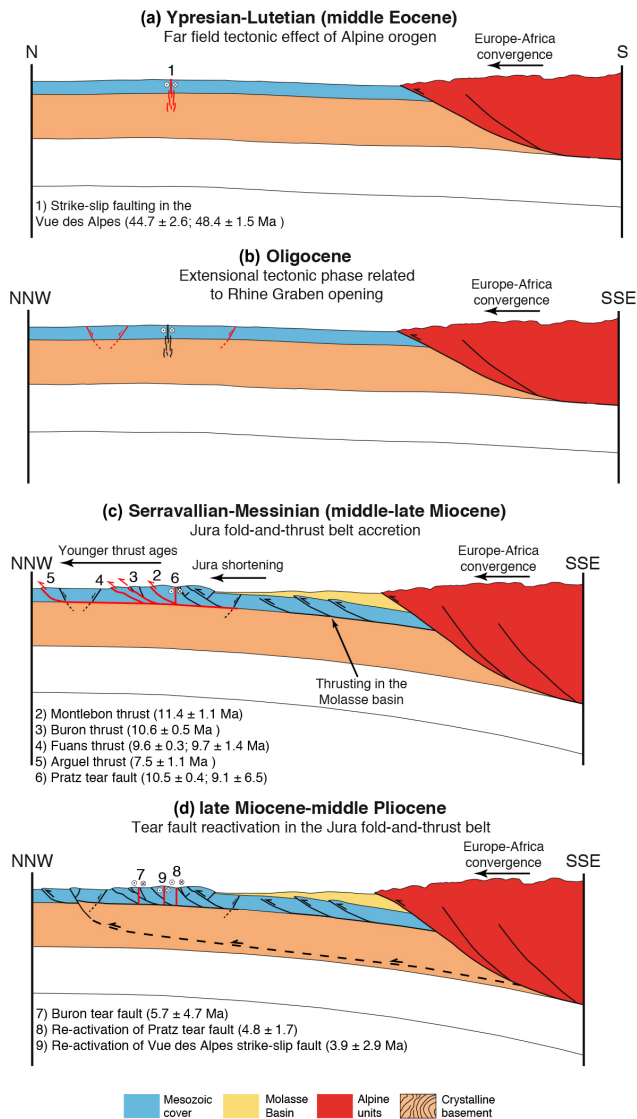 (a) Ypresian-Lutetian (middle Eocene)
Far field tectonic effect of Alpine orogen
N
Europe-Africa
convergence
S
1
1) Strike-slip faulting in the
Vue des Alpes (44.7 ± 2.6; 48.4 ± 1.5 Ma )
(b) Oligocene
Extensional tectonic phase related
to Rhine Graben opening
NNW
Europe-Africa
convergence
SSE
(c) Serravallian-Messinian (middle-late Miocene)
Jura fold-and-thrust belt accretion
NNW
Younger thrust ages
Jura shortening
Europe-Africa
convergence
SSE
5 4 3 2 6
Thrusting in the
Molasse basin
2) Montlebon thrust (11.4 ± 1.1 Ma)
3) Buron thrust (10.6 ± 0.5 Ma)
4) Fuans thrust (9.6 ± 0.3; 9.7 ± 1.4 Ma)
5) Arguel thrust (7.5 ± 1.1 Ma)
6) Pratz tear fault (10.5 ± 0.4; 9.1 ± 6.5)
(d) late Miocene-middle Pliocene
Tear fault reactivation in the Jura fold-and-thrust belt
NNW
Europe-Africa
convergence
SSE
7 9 8
7) Buron tear fault (5.7 ± 4.7 Ma)
8) Re-activation of Pratz tear fault (4.8 ± 1.7)
9) Re-activation of Vue des Alpes strike-slip fault (3.9 ± 2.9 Ma)
Mesozoic
cover
Molasse
Basin
Alpine
units
Crystalline
basement